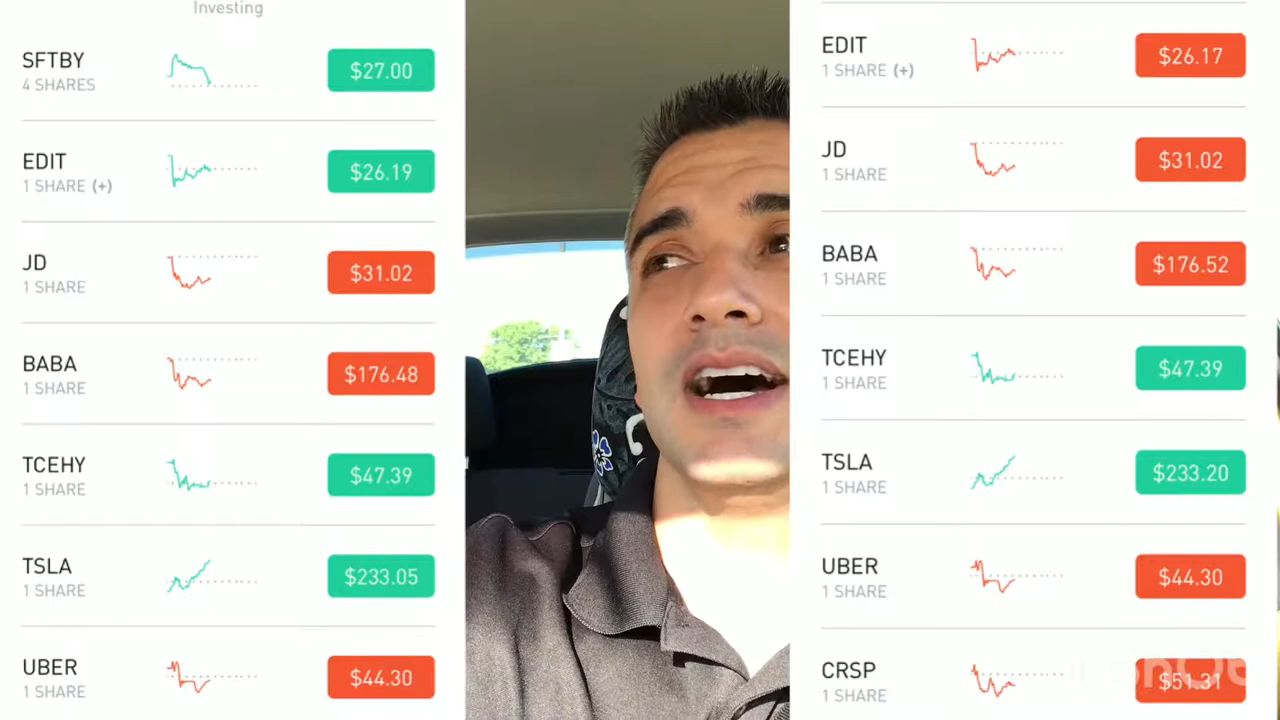 Investing
SFTBY
4 SHARES
$27.00
EDIT
1 SHARE (+)
$26.19
JD
1 SHARE
$31.02
BABA
1 SHARE
$176.48
TCEHY
1 SHARE
$47.39
TSLA
1 SHARE
$233.05
UBER
1 SHARE
$44.30
EDIT
1 SHARE (+)
$26.17
JD
1 SHARE
$31.02
BABA
1 SHARE
$176.52
TCEHY
1 SHARE
$47.39
TSLA
1 SHARE
$233.20
UBER
1 SHARE
$44.30
CRSP
1 SHARE
$51.31